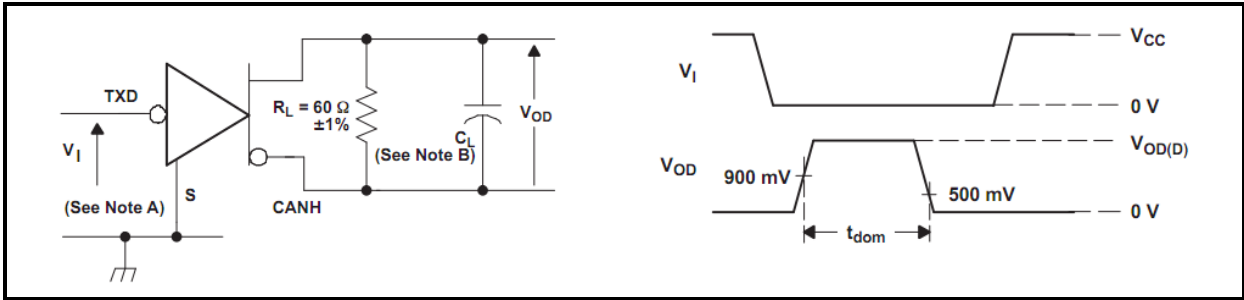 TXD
V_I
(See Note A)
S
CANH
R_L = 60 Ω
±1%
C_L
(See Note B)
V_OD
V_I
V_CC
0 V
V_OD
900 mV
V_OD(D)
500 mV
0 V
t_dom